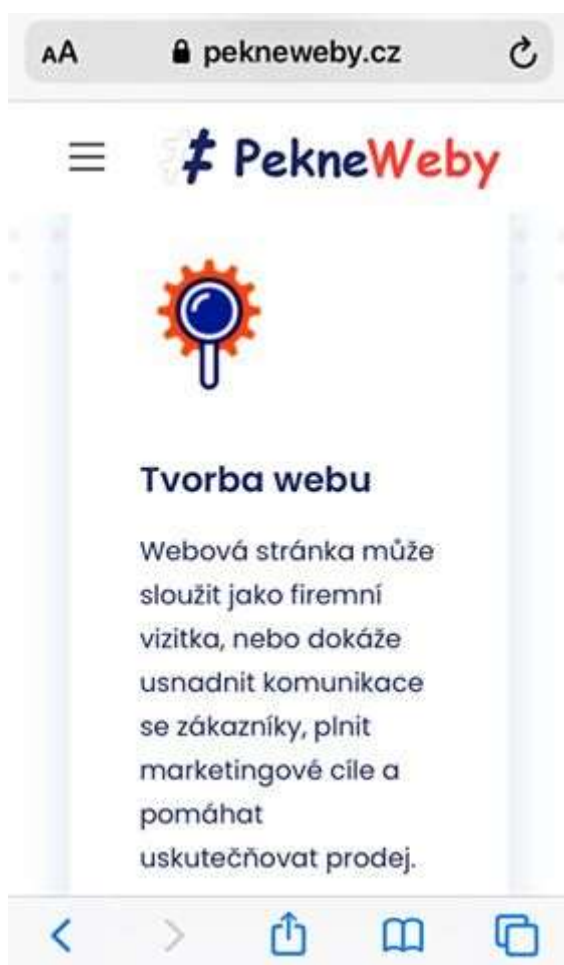 AA pekneweby.cz
PekneWeby
Tvorba webu
Webová stránka může
sloužit jako firemní
vizitka, nebo dokáže
usnadnit komunikace
se zákazníky, plnit
marketingové cíle a
pomáhat
uskutečňovat prodej.